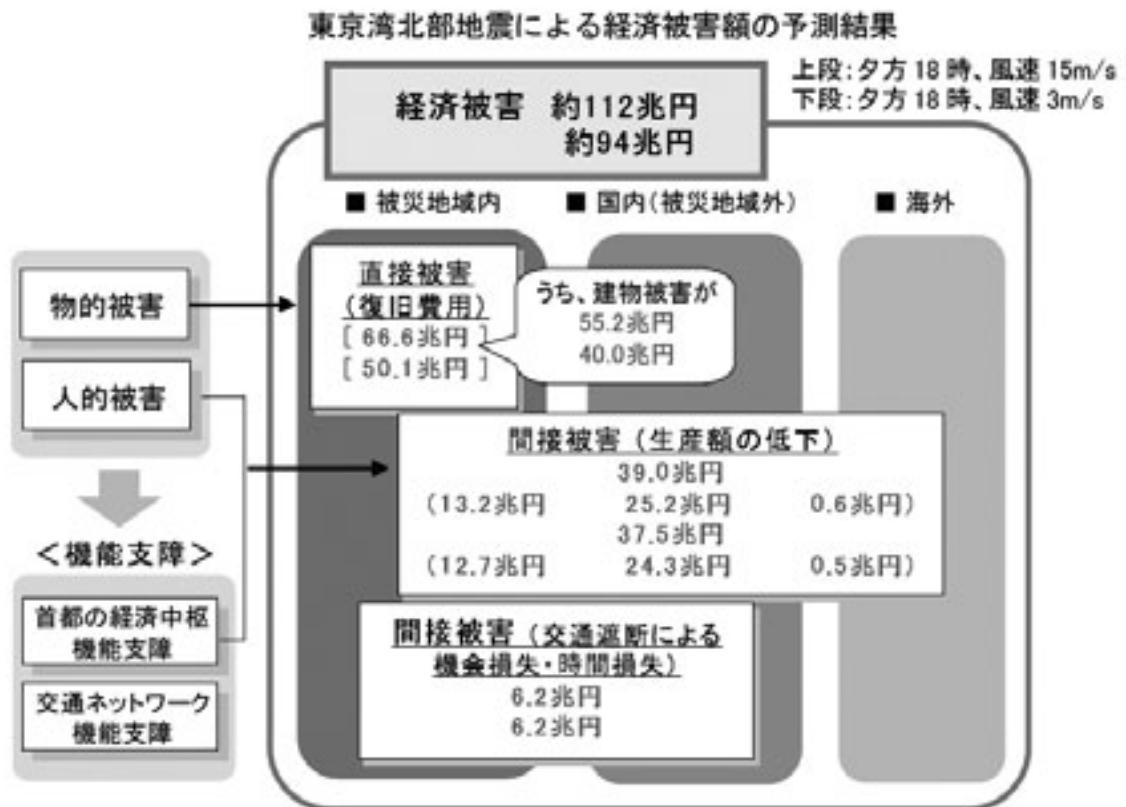 東京湾北部地震による経済被害額の予測結果
上段:夕方18時、風速15m/s
下段:夕方18時、風速3m/s
経済被害 約112兆円
約94兆円
■ 被災地域内 ■ 国内(被災地域外) ■ 海外
物的被害
人的被害
<機能支障>
首都の経済中枢
機能支障
交通ネットワーク
機能支障
直接被害
(復旧費用)
[ 66.6兆円 ]
[ 50.1兆円 ]
うち、建物被害が
55.2兆円
40.0兆円
間接被害(生産額の低下)
39.0兆円
(13.2兆円 25.2兆円 0.6兆円)
37.5兆円
(12.7兆円 24.3兆円 0.5兆円)
間接被害(交通遮断による
機会損失・時間損失)
6.2兆円
6.2兆円